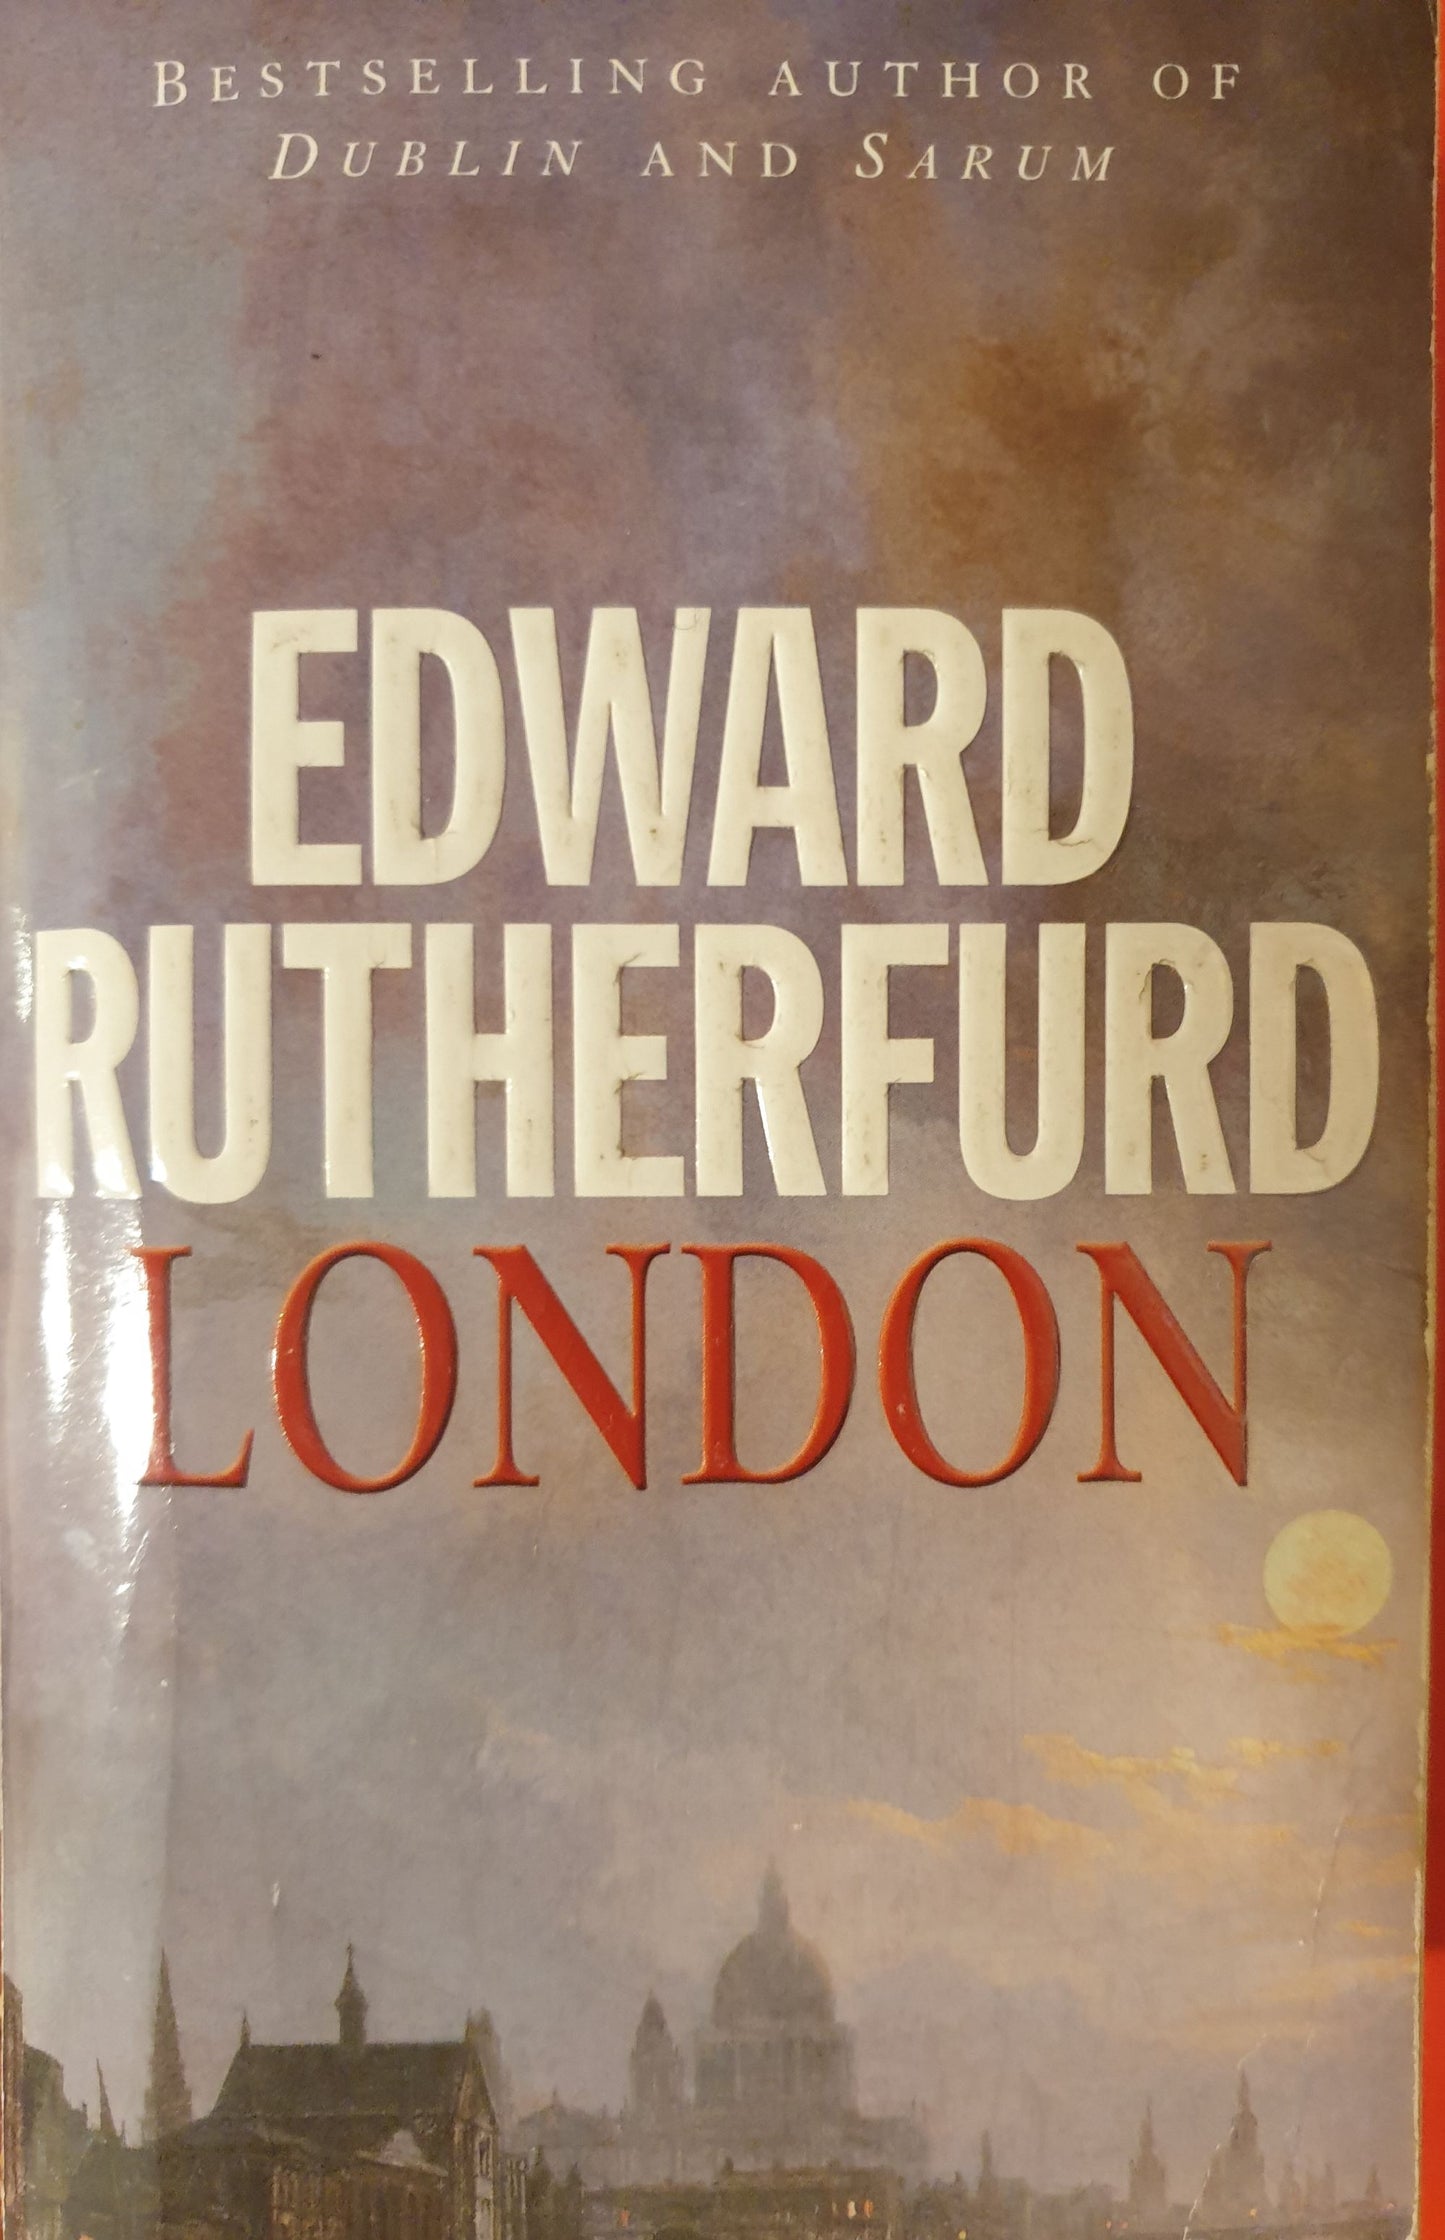 BESTSELLING AUTHOR OF
DUBLIN AND SARUM
EDWARD
RUTHERFURD
LONDON